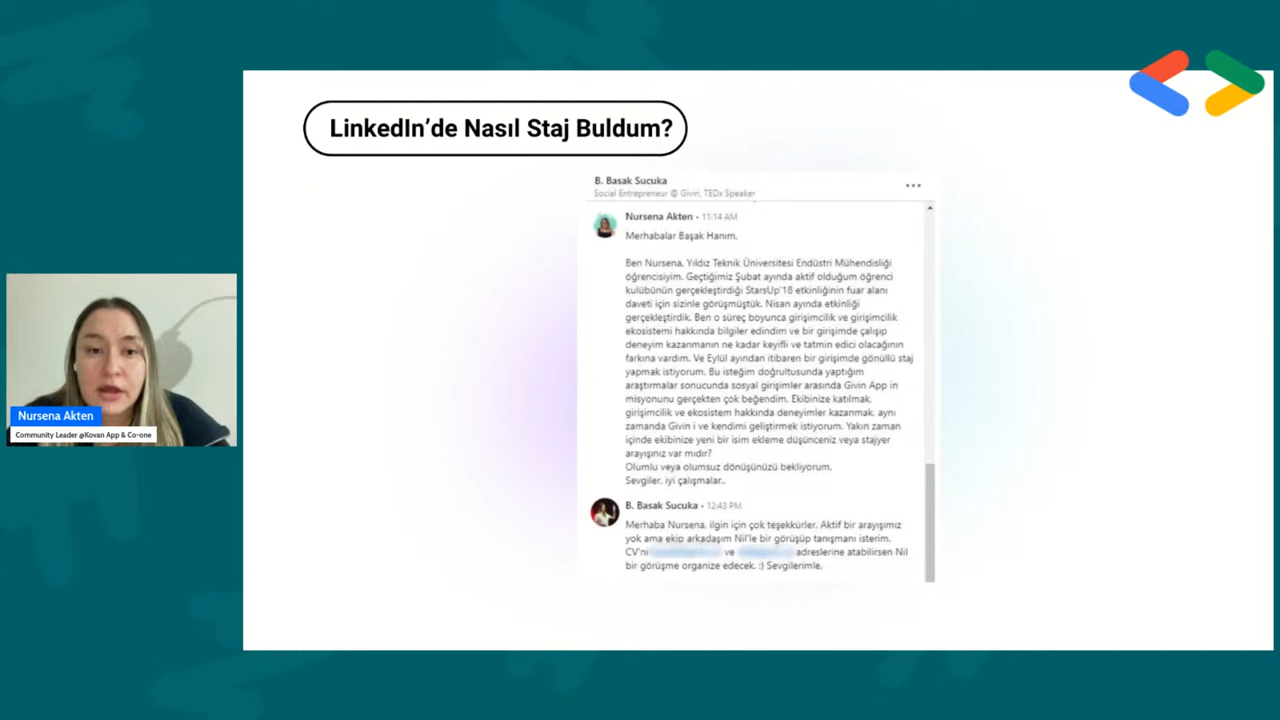 LinkedIn’de Nasıl Staj Buldum?
B. Basak Sucuka
Social Entrepreneur @ Givin, TEDx Speaker
Nursena Akten • 11:14 AM
Merhabalar Başak Hanım,
Ben Nursena, Yıldız Teknik Üniversitesi Endüstri Mühendisliği
öğrencisiyim. Geçtiğimiz Şubat ayında aktif olduğum öğrenci
kulübünün gerçekleştirdiği StarsUp'18 etkinliğinin fuar alanı
daveti için sizinle görüşmüştük. Nisan ayında etkinliği
gerçekleştirdik. Ben o süreç boyunca girişimcilik ve girişimcilik
ekosistemi hakkında bilgiler edindim ve bir girişimde çalışıp
deneyim kazanmanın ne kadar keyifli ve tatmin edici olacağının
farkına vardım. Ve Eylül ayından itibaren bir girişimde gönüllü staj
yapmak istiyorum. Bu isteğim doğrultusunda yaptığım
araştırmalar sonucunda sosyal girişimler arasında Givin App in
misyonunu gerçekten çok beğendim. Ekibinize katılmak,
girişimcilik ve ekosistem hakkında deneyimler kazanmak, aynı
zamanda Givin i ve kendimi geliştirmek istiyorum. Yakın zaman
içinde ekibinize yeni bir isim ekleme düşünceniz veya stajyer
arayışınız var mıdır?
Olumlu veya olumsuz dönüşünüzü bekliyorum.
Sevgiler, iyi çalışmalar..
B. Basak Sucuka • 12:43 PM
Merhaba Nursena, ilgin için çok teşekkürler. Aktif bir arayışımız
yok ama ekip arkadaşım Nil'le bir görüşüp tanışmanı isterim.
CV'ni ve adreslerine atabilirsen Nil
bir görüşme organize edecek. :) Sevgilerimle.
Nursena Akten
Community Leader @Kovan App & Co-one